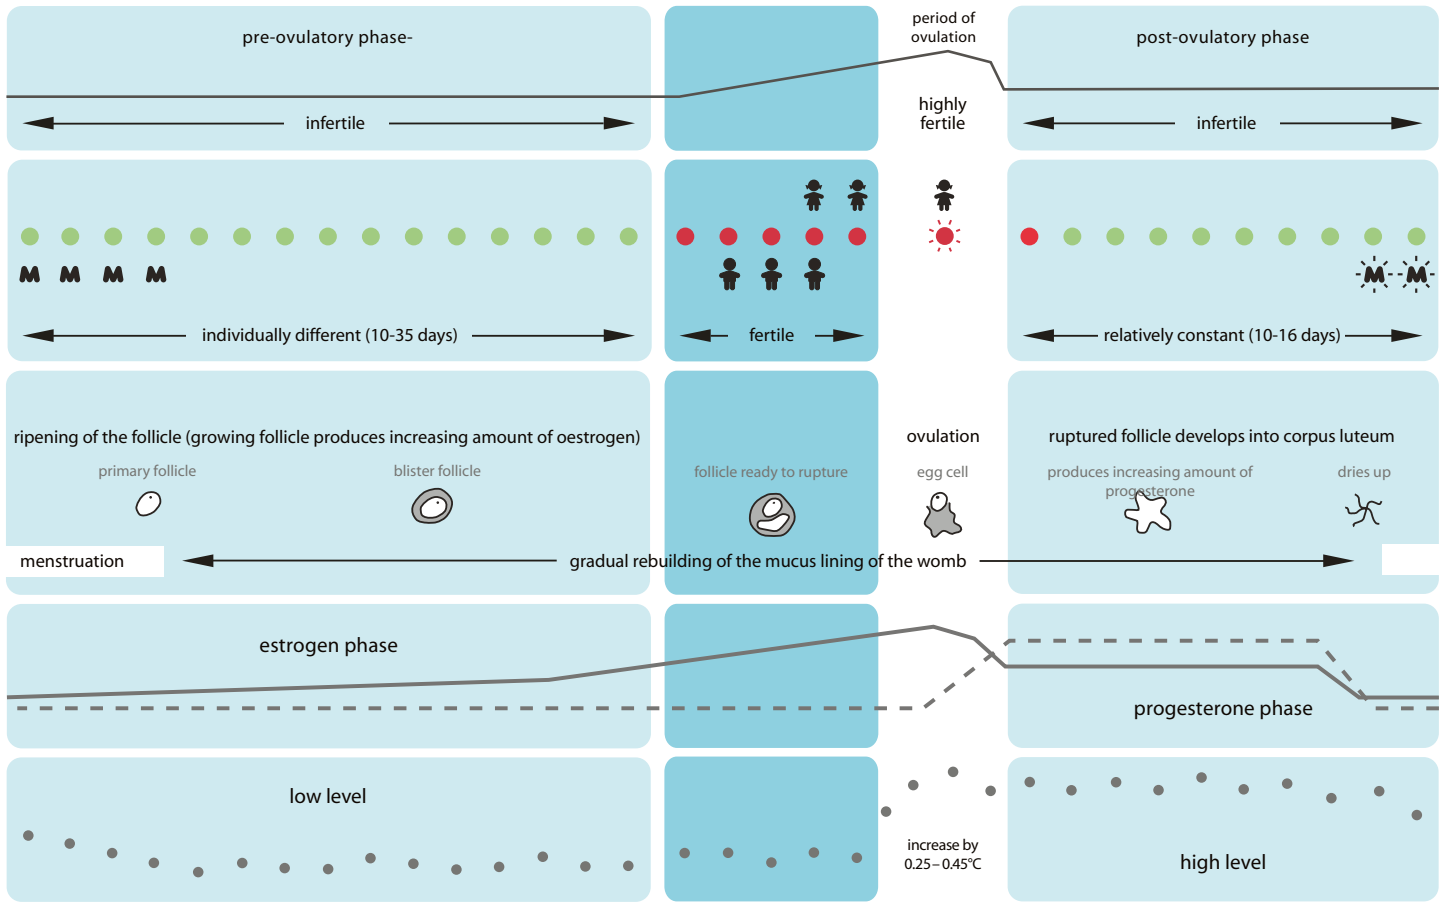 pre-ovulatory phase-
period of
ovulation
post-ovulatory phase
infertile
highly
fertile
infertile
M M M M
M M
individually different (10-35 days)
fertile
relatively constant (10-16 days)
ripening of the follicle (growing follicle produces increasing amount of oestrogen)
ovulation
ruptured follicle develops into corpus luteum
primary follicle
blister follicle
follicle ready to rupture
egg cell
produces increasing amount of
progesterone
dries up
menstruation
gradual rebuilding of the mucus lining of the womb
estrogen phase
progesterone phase
low level
increase by
0.25–0.45°C
high level